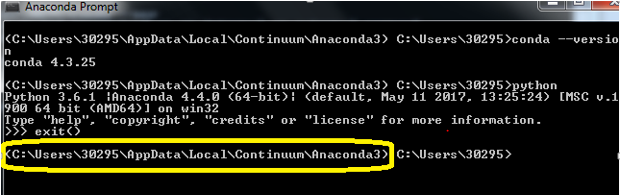 Anaconda Prompt
(C:\Users\30295\AppData\Local\Continuum\Anaconda3) C:\Users\30295>conda --versio
n
conda 4.3.25
(C:\Users\30295\AppData\Local\Continuum\Anaconda3) C:\Users\30295>python
Python 3.6.1 |Anaconda 4.4.0 (64-bit)| (default, May 11 2017, 13:25:24) [MSC v.1
900 64 bit (AMD64)] on win32
Type "help", "copyright", "credits" or "license" for more information.
>>> exit()
(C:\Users\30295\AppData\Local\Continuum\Anaconda3) C:\Users\30295>